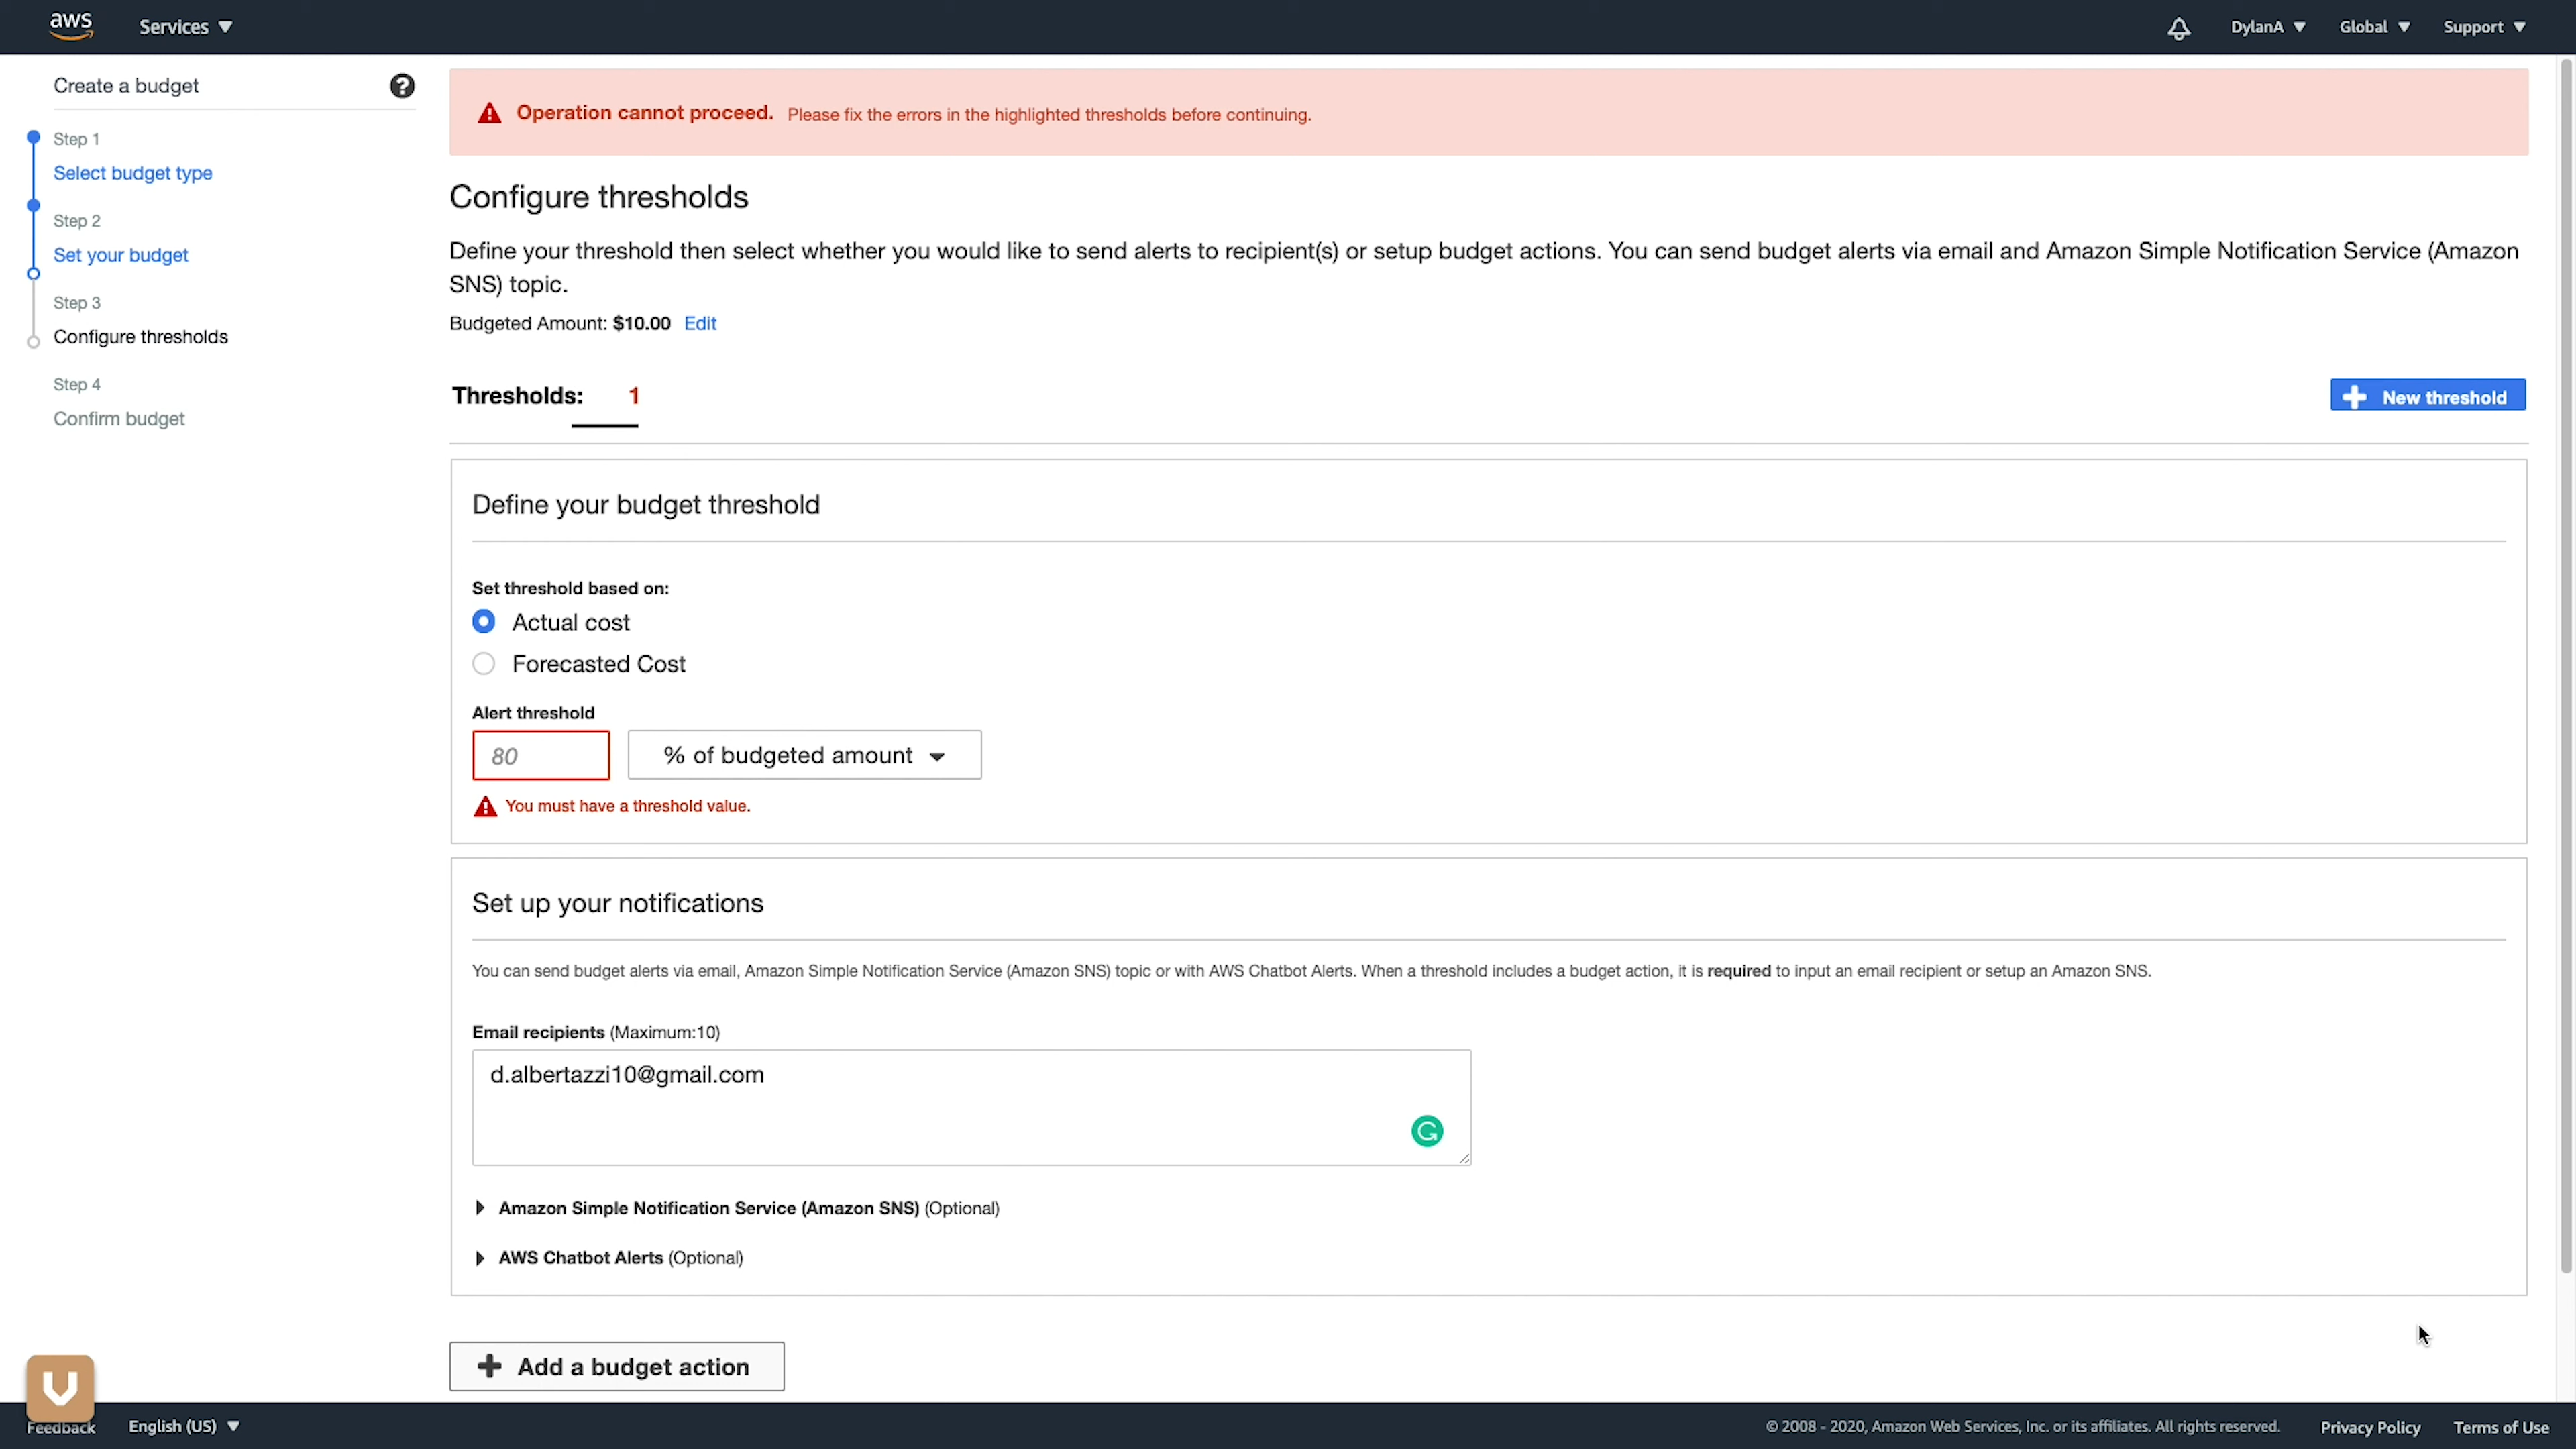 aws
Services
DylanA
Global
Support
Create a budget
?
Step 1
Select budget type
Step 2
Set your budget
Step 3
Configure thresholds
Step 4
Confirm budget
Operation cannot proceed. Please fix the errors in the highlighted thresholds before continuing.
Configure thresholds
Define your threshold then select whether you would like to send alerts to recipient(s) or setup budget actions. You can send budget alerts via email and Amazon Simple Notification Service (Amazon
SNS) topic.
Budgeted Amount: $10.00 Edit
Thresholds: 1
New threshold
Define your budget threshold
Set threshold based on:
Actual cost
Forecasted Cost
Alert threshold
80
% of budgeted amount
You must have a threshold value.
Set up your notifications
You can send budget alerts via email, Amazon Simple Notification Service (Amazon SNS) topic or with AWS Chatbot Alerts. When a threshold includes a budget action, it is required to input an email recipient or setup an Amazon SNS.
Email recipients (Maximum:10)
d.albertazzi10@gmail.com
Amazon Simple Notification Service (Amazon SNS) (Optional)
AWS Chatbot Alerts (Optional)
Add a budget action
Feedback
English (US)
© 2008 - 2020, Amazon Web Services, Inc. or its affiliates. All rights reserved.
Privacy Policy
Terms of Use